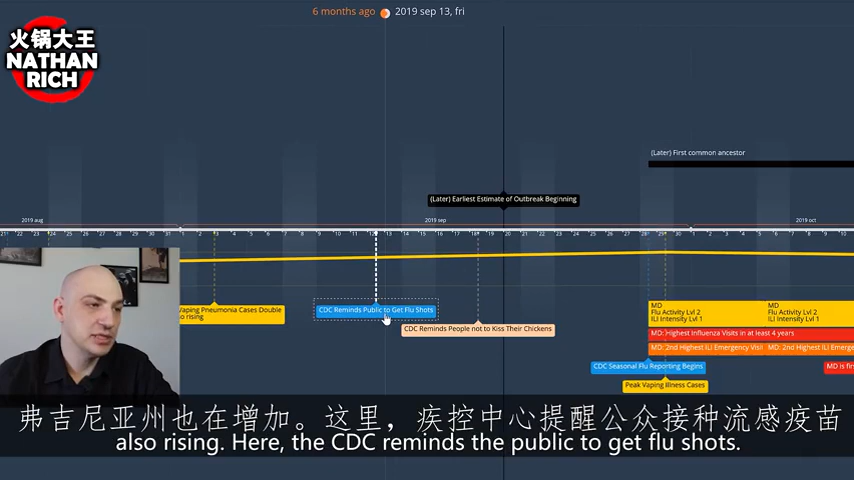 6 months ago 2019 sep 13, fri
火锅大王
NATHAN
RICH
(Later) First common ancestor
(Later) Earliest Estimate of Outbreak Beginning
2019 aug 2019 sep 2019 oct
Vaping Pneumonia Cases Double
CDC Reminds Public to Get Flu Shots
CDC Reminds People not to Kiss Their Chickens
MD MD
Flu Activity Lvl 2 Flu Activity Lvl 2
ILI Intensity Lvl 1 ILI Intensity Lvl 1
MD: Highest Influenza Visits in at least 4 years
MD: 2nd Highest ILI Emergency Visit MD: 2nd Highest ILI Emerge
CDC Seasonal Flu Reporting Begins
MD is firs
Peak Vaping Illness Cases
弗吉尼亚州也在增加。这里，疾控中心提醒公众接种流感疫苗
also rising. Here, the CDC reminds the public to get flu shots.